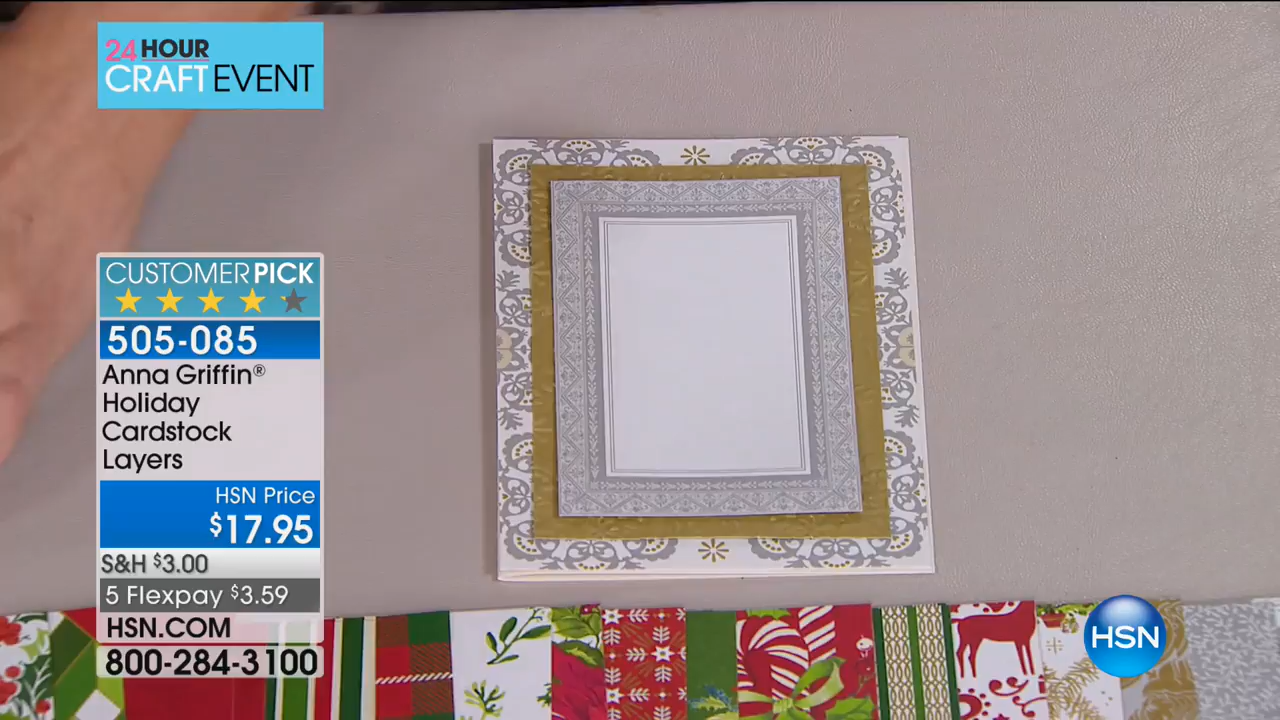 24 HOUR
CRAFT EVENT
CUSTOMER PICK
505-085
Anna Griffin®
Holiday
Cardstock
Layers
HSN Price
$17.95
S&H $3.00
5 Flexpay $3.59
HSN.COM
800-284-3100
HSN